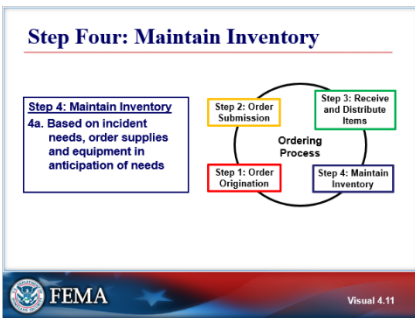 Step Four: Maintain Inventory
Step 4: Maintain Inventory
4a. Based on incident
needs, order supplies
and equipment in
anticipation of needs
Step 2: Order
Submission
Step 3: Receive
and Distribute
Items
Ordering
Process
Step 1: Order
Origination
Step 4: Maintain
Inventory
FEMA
Visual 4.11